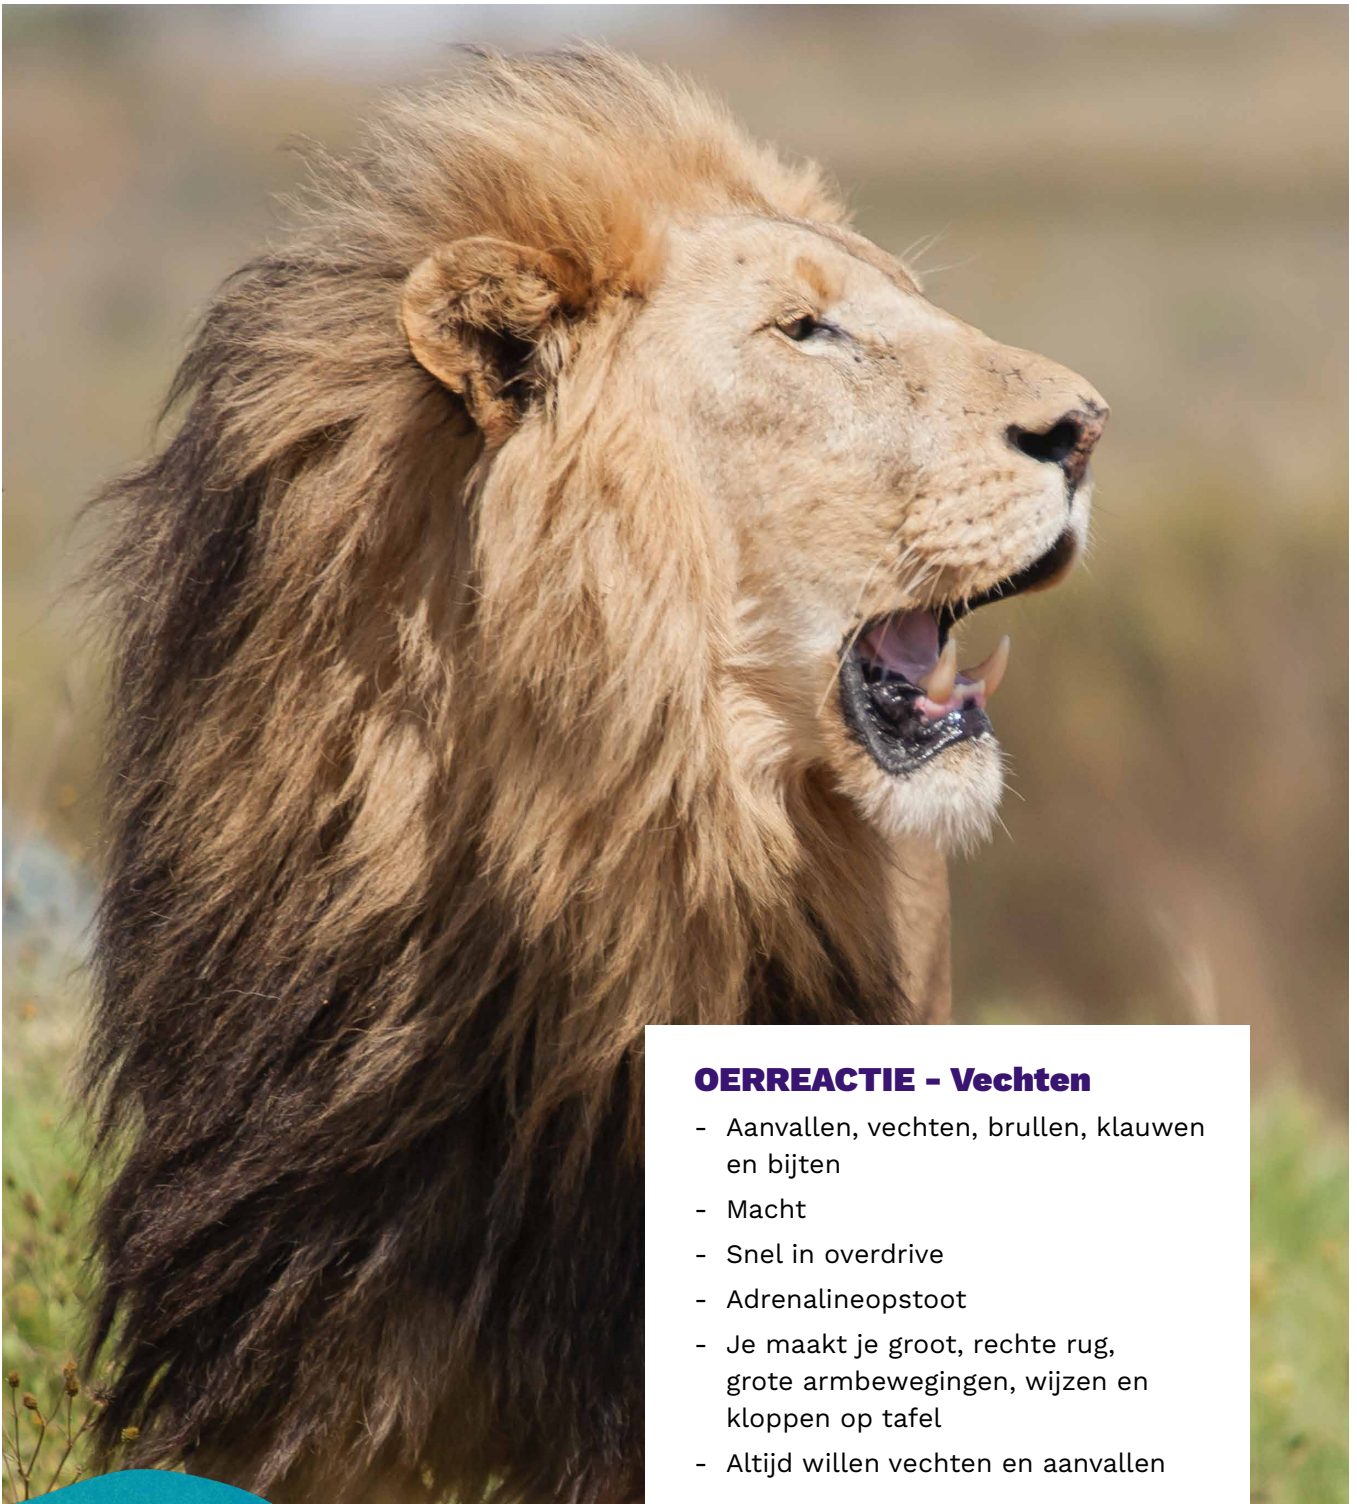 OERREACTIE - Vechten
- Aanvallen, vechten, brullen, klauwen
en bijten
- Macht
- Snel in overdrive
- Adrenalineopstoot
- Je maakt je groot, rechte rug,
grote armbewegingen, wijzen en
kloppen op tafel
- Altijd willen vechten en aanvallen